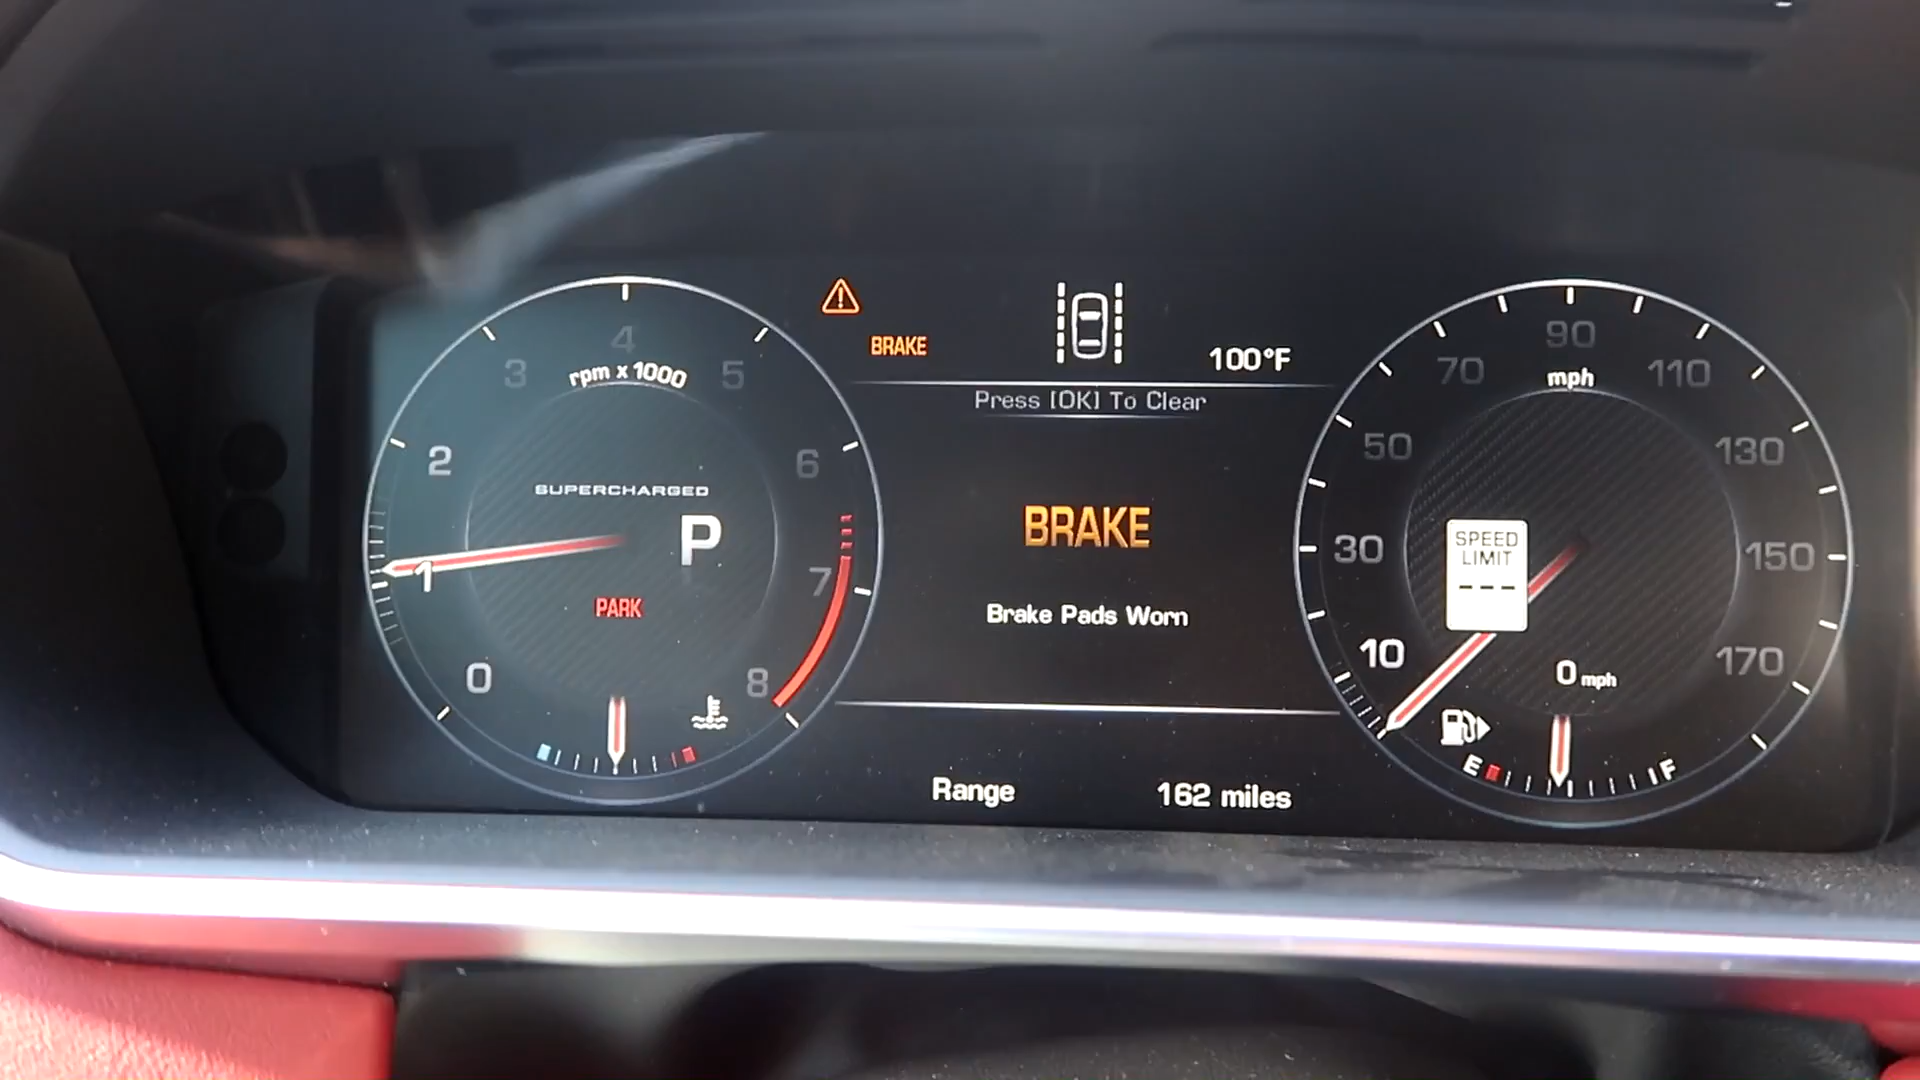 4
3
5
rpm x 1000
2
6
SUPERCHARGED
P
1
7
PARK
0
8
BRAKE
100°F
Press [OK] To Clear
BRAKE
Brake Pads Worn
Range
162 miles
90
70
110
mph
50
130
SPEED
LIMIT
---
30
150
10
170
0 mph
E
F